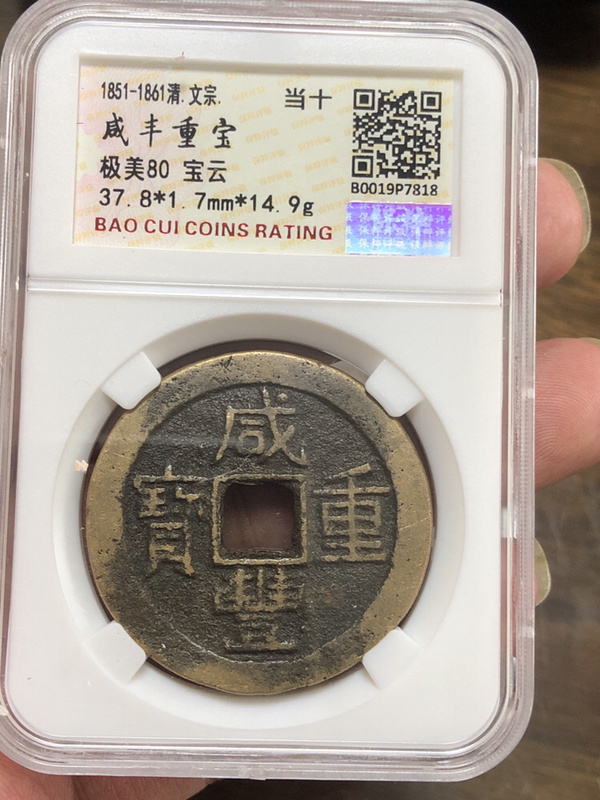 1851-1861清.文宗. 当十
咸丰重宝
极美80 宝云
B0019P7818
37.8*1.7mm*14.9g
BAO CUI COINS RATING
咸
豐
重
寶